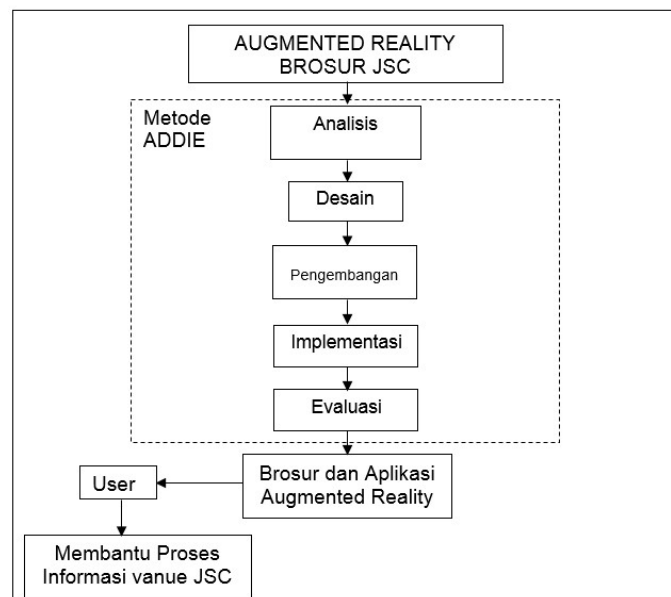 AUGMENTED REALITY
BROSUR JSC
Metode
ADDIE
Analisis
Desain
Pengembangan
Implementasi
Evaluasi
Brosur dan Aplikasi
Augmented Reality
User
Membantu Proses
Informasi vanue JSC